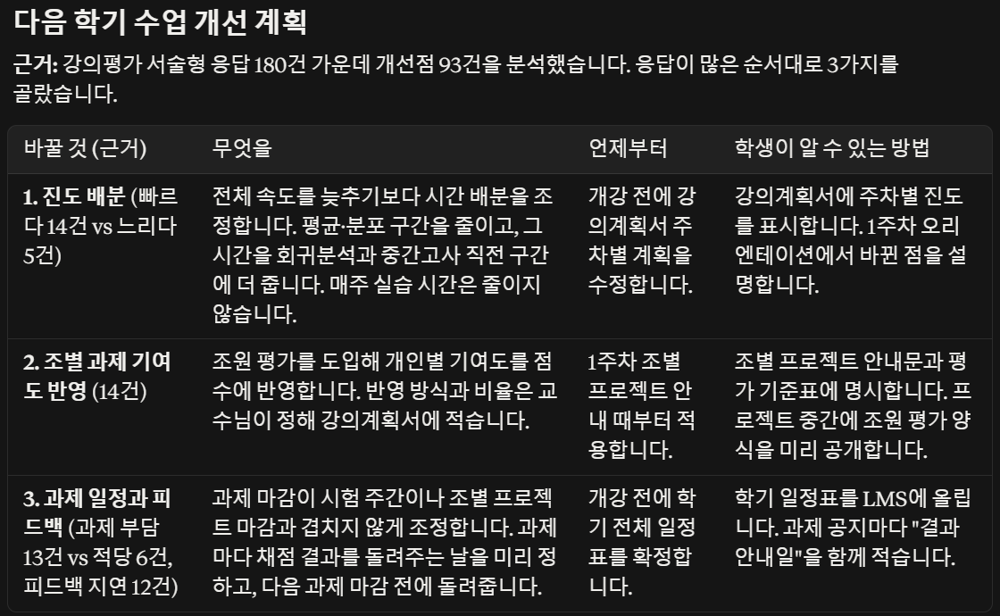 다음 학기 수업 개선 계획
근거: 강의평가 서술형 응답 180건 가운데 개선점 93건을 분석했습니다. 응답이 많은 순서대로 3가지를
골랐습니다.
바꿀 것 (근거)
무엇을
언제부터
학생이 알 수 있는 방법
1. 진도 배분 (빠르
다 14건 vs 느리다
5건)
전체 속도를 늦추기보다 시간 배분을 조
정합니다. 평균·분포 구간을 줄이고, 그
시간을 회귀분석과 중간고사 직전 구간
에 더 줍니다. 매주 실습 시간은 줄이지
않습니다.
개강 전에 강
의계획서 주
차별 계획을
수정합니다.
강의계획서에 주차별 진도
를 표시합니다. 1주차 오리
엔테이션에서 바뀐 점을 설
명합니다.
2. 조별 과제 기여
도 반영 (14건)
조원 평가를 도입해 개인별 기여도를 점
수에 반영합니다. 반영 방식과 비율은 교
수님이 정해 강의계획서에 적습니다.
1주차 조별
프로젝트 안
내 때부터 적
용합니다.
조별 프로젝트 안내문과 평
가 기준표에 명시합니다. 프
로젝트 중간에 조원 평가 양
식을 미리 공개합니다.
3. 과제 일정과 피
드백 (과제 부담
13건 vs 적당 6건,
피드백 지연 12건)
과제 마감이 시험 주간이나 조별 프로젝
트 마감과 겹치지 않게 조정합니다. 과제
마다 채점 결과를 돌려주는 날을 미리 정
하고, 다음 과제 마감 전에 돌려줍니다.
개강 전에 학
기 전체 일정
표를 확정합
니다.
학기 일정표를 LMS에 올립
니다. 과제 공지마다 "결과
안내일"을 함께 적습니다.